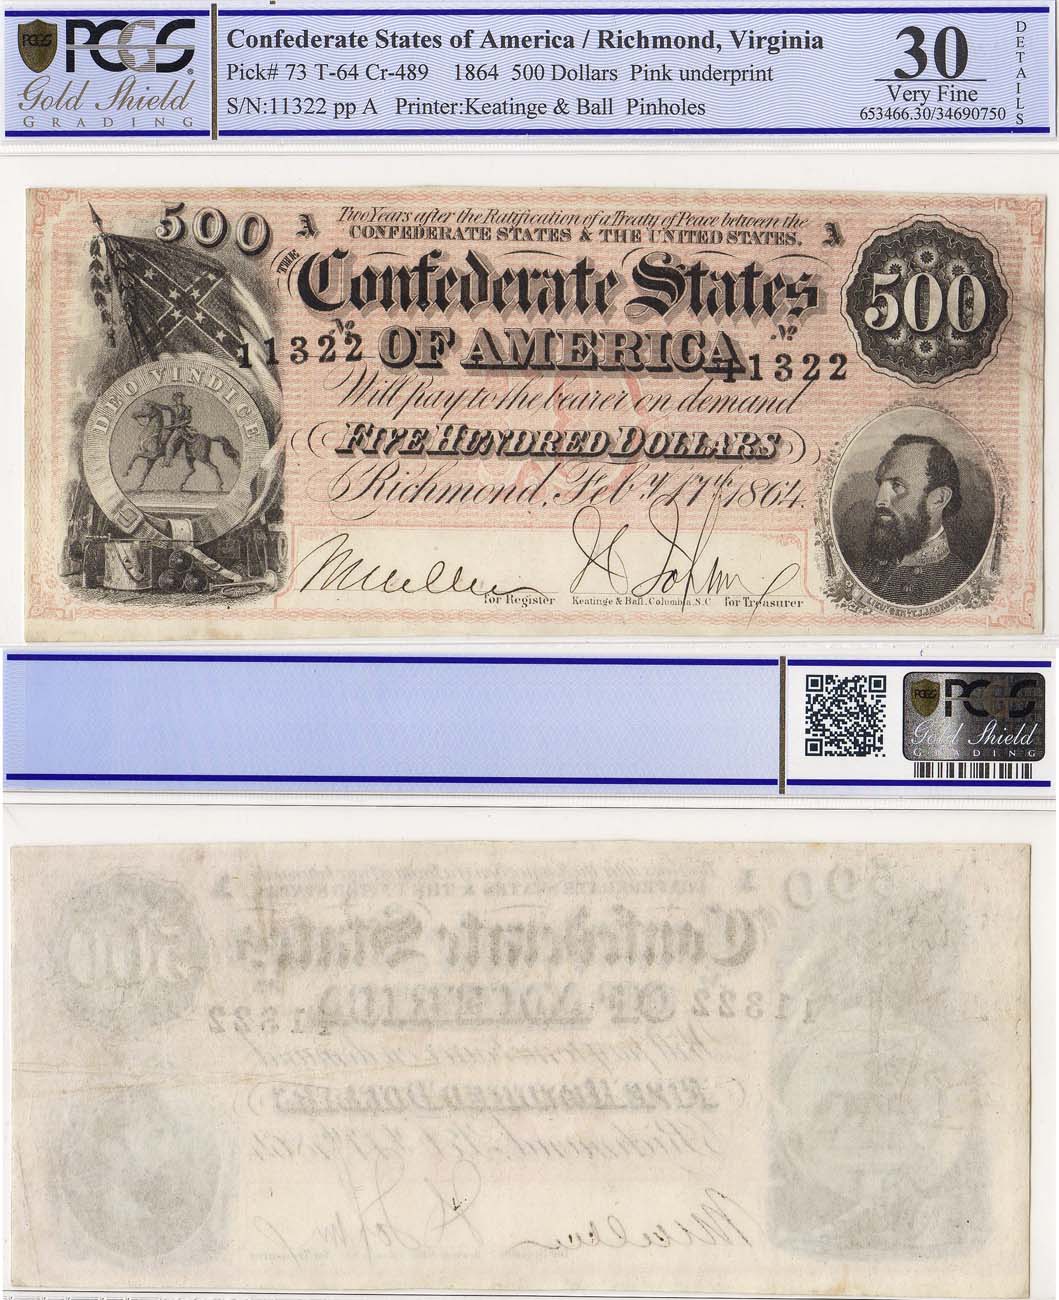 PCGS
Gold Shield
GRADING
Confederate States of America / Richmond, Virginia
Pick# 73 T-64 Cr-489 1864 500 Dollars Pink underprint
S/N:11322 pp A Printer:Keatinge & Ball Pinholes
30
Very Fine
653466.30/34690750
DETAILS
500 A
Two Years after the Ratification of a Treaty of Peace between the
CONFEDERATE STATES & THE UNITED STATES. A
THE
Confederate States
500
No
11322 OF AMERICA 11322
No
Will pay to the bearer on demand
DEO VINDICE
FIVE HUNDRED DOLLARS
Richmond, Feby 17th 1864.
for Register Keatinge & Ball, Columbia, S.C for Treasurer
LIEUT. GEN. T. J. JACKSON
PCGS
PCGS
Gold Shield
GRADING